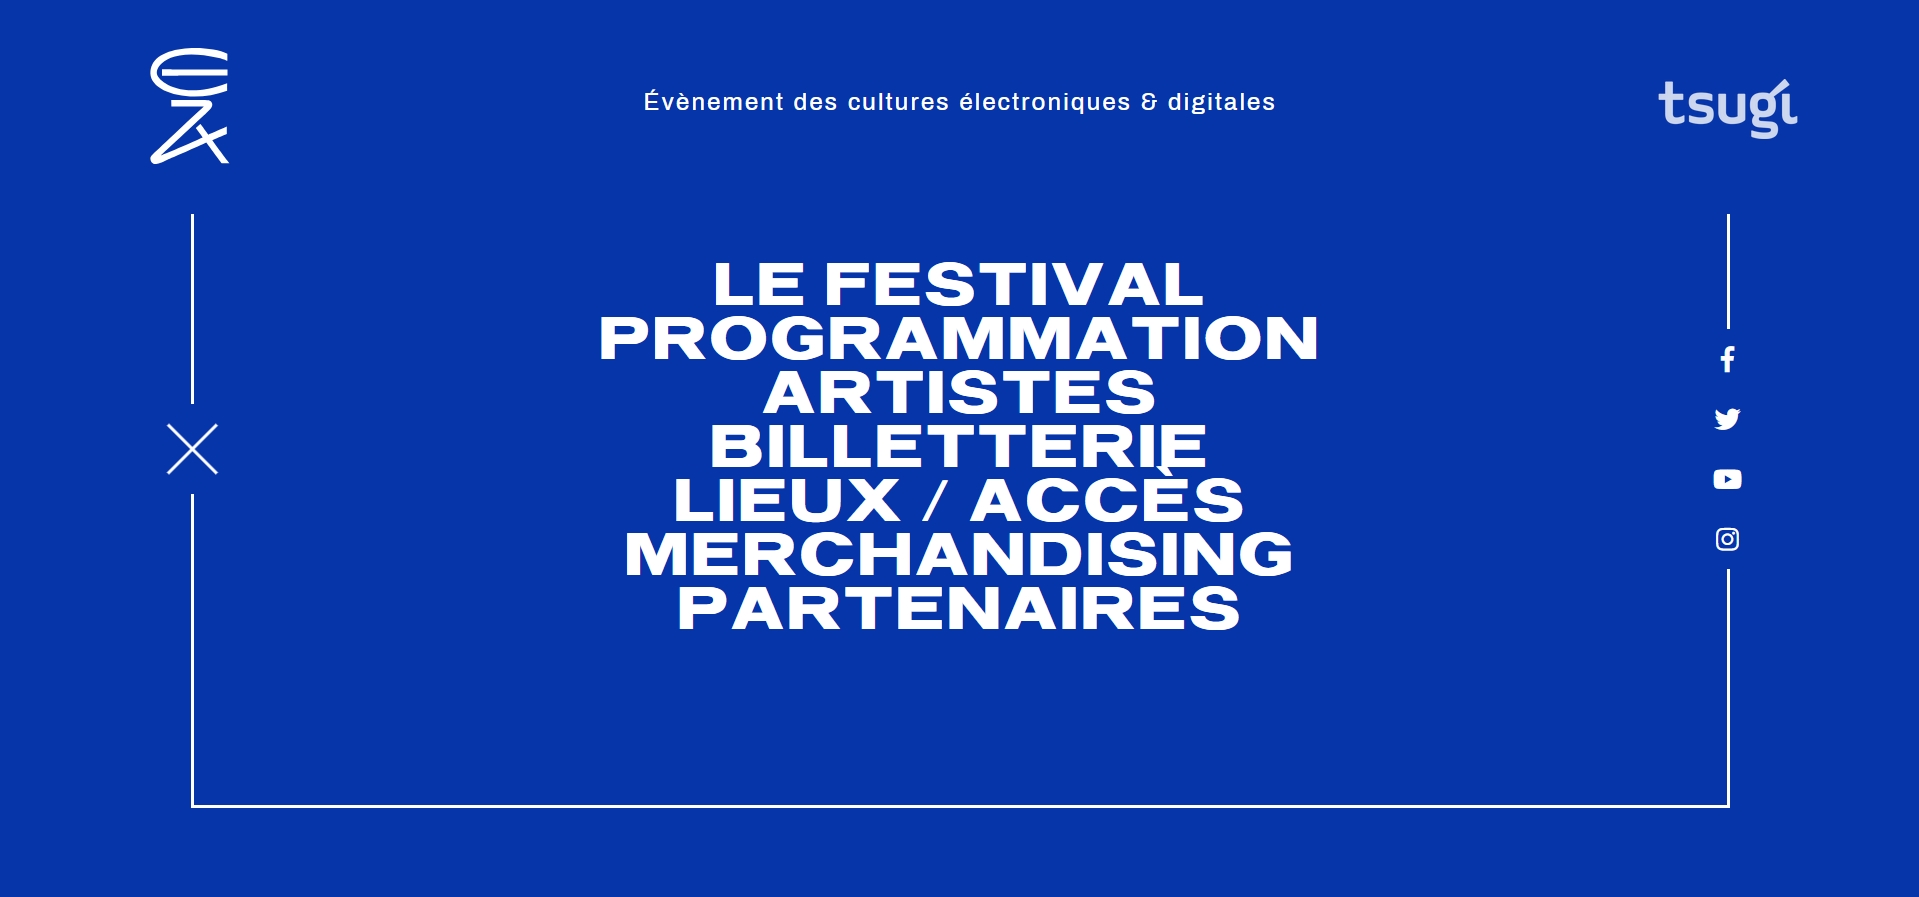 Évènement des cultures électroniques & digitales
tsugi
LE FESTIVAL
PROGRAMMATION
ARTISTES
BILLETTERIE
LIEUX / ACCÈS
MERCHANDISING
PARTENAIRES